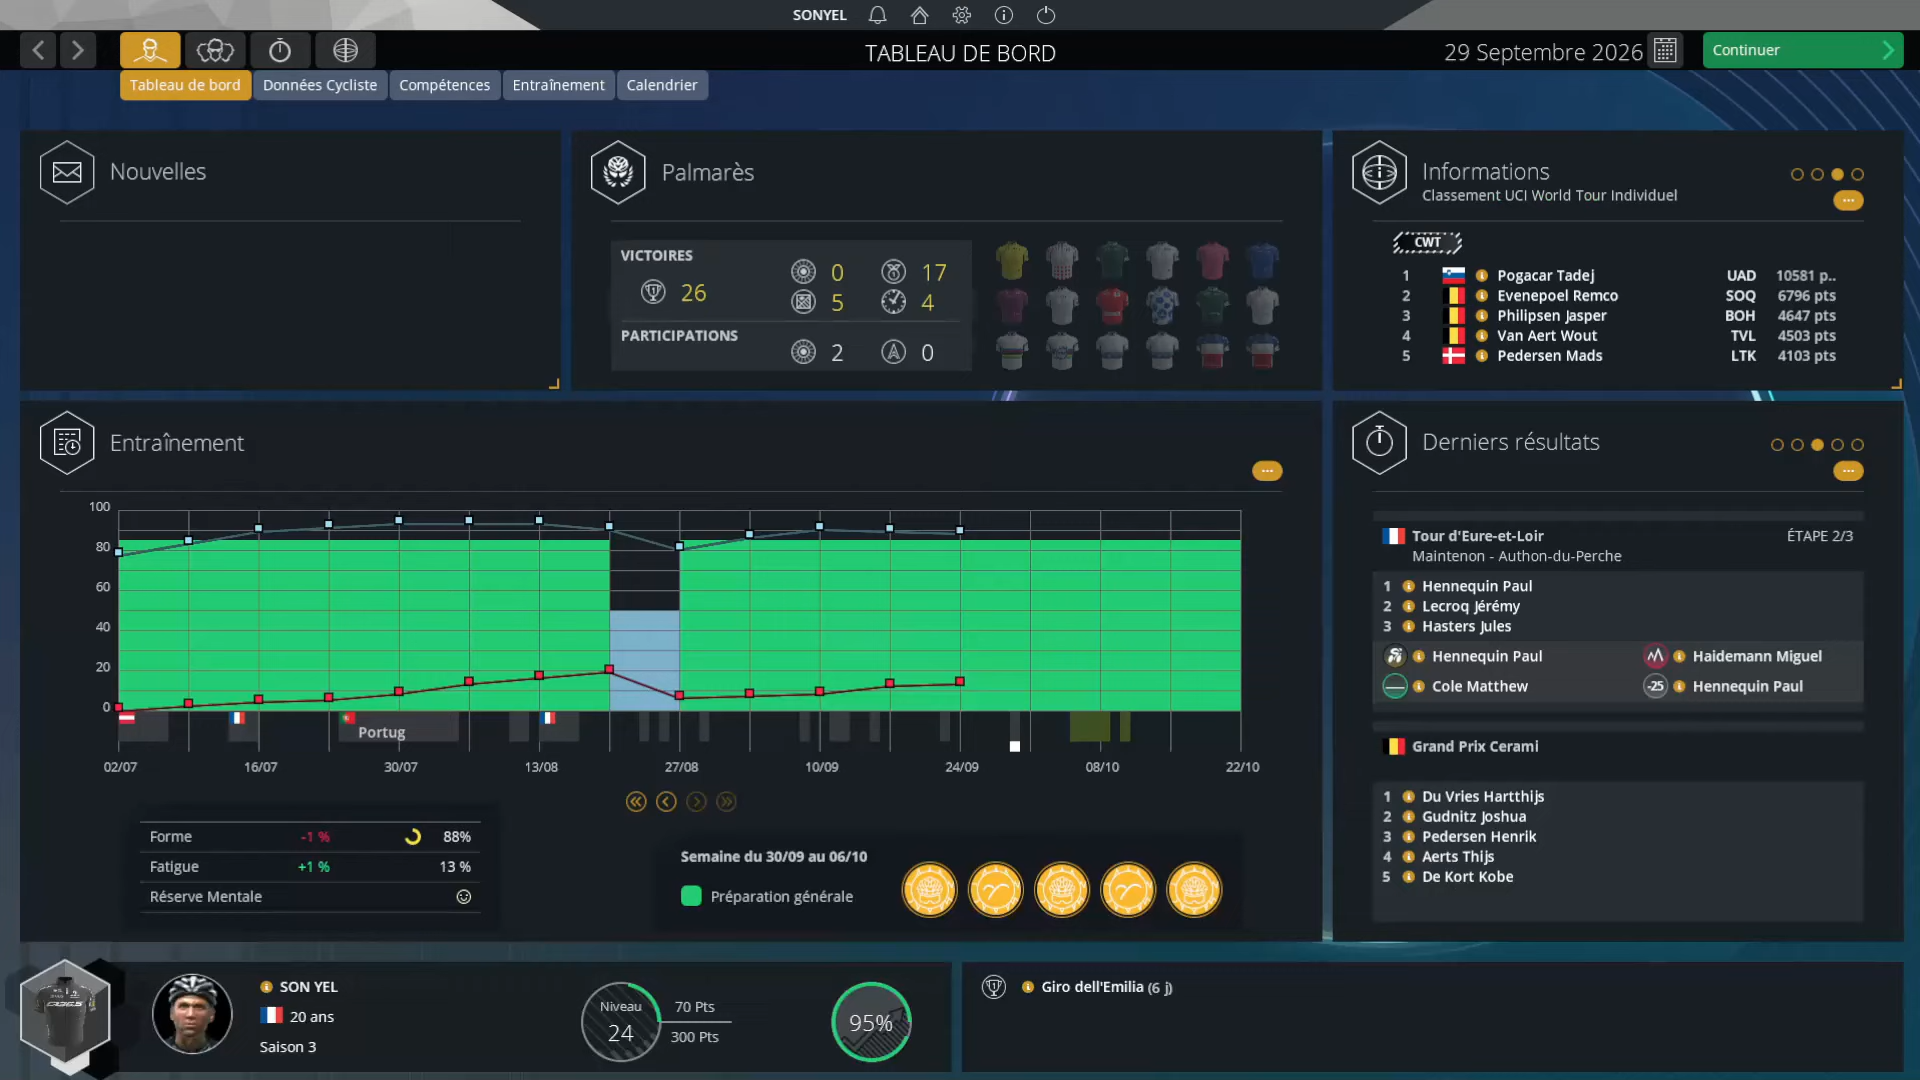 SONYEL
TABLEAU DE BORD
29 Septembre 2026
Continuer
Tableau de bord
Données Cycliste
Compétences
Entraînement
Calendrier
Nouvelles
Palmarès
VICTOIRES
26
0
17
5
4
PARTICIPATIONS
2
0
Informations
Classement UCI World Tour Individuel
CWT
1 Pogacar Tadej UAD 10581 p..
2 Evenepoel Remco SOQ 6796 pts
3 Philipsen Jasper BOH 4647 pts
4 Van Aert Wout TVL 4503 pts
5 Pedersen Mads LTK 4103 pts
Entraînement
100
80
60
40
20
0
Portug
02/07 16/07 30/07 13/08 27/08 10/09 24/09 08/10 22/10
Forme -1 % 88%
Fatigue +1 % 13 %
Réserve Mentale
Semaine du 30/09 au 06/10
Préparation générale
Derniers résultats
Tour d'Eure-et-Loir ÉTAPE 2/3
Maintenon - Authon-du-Perche
1 Hennequin Paul
2 Lecroq Jérémy
3 Hasters Jules
Hennequin Paul
Haidemann Miguel
Cole Matthew
-25 Hennequin Paul
Grand Prix Cerami
1 Du Vries Hartthijs
2 Gudnitz Joshua
3 Pedersen Henrik
4 Aerts Thijs
5 De Kort Kobe
SON YEL
20 ans
Saison 3
Niveau
24
70 Pts
300 Pts
95%
Giro dell'Emilia (6 j)